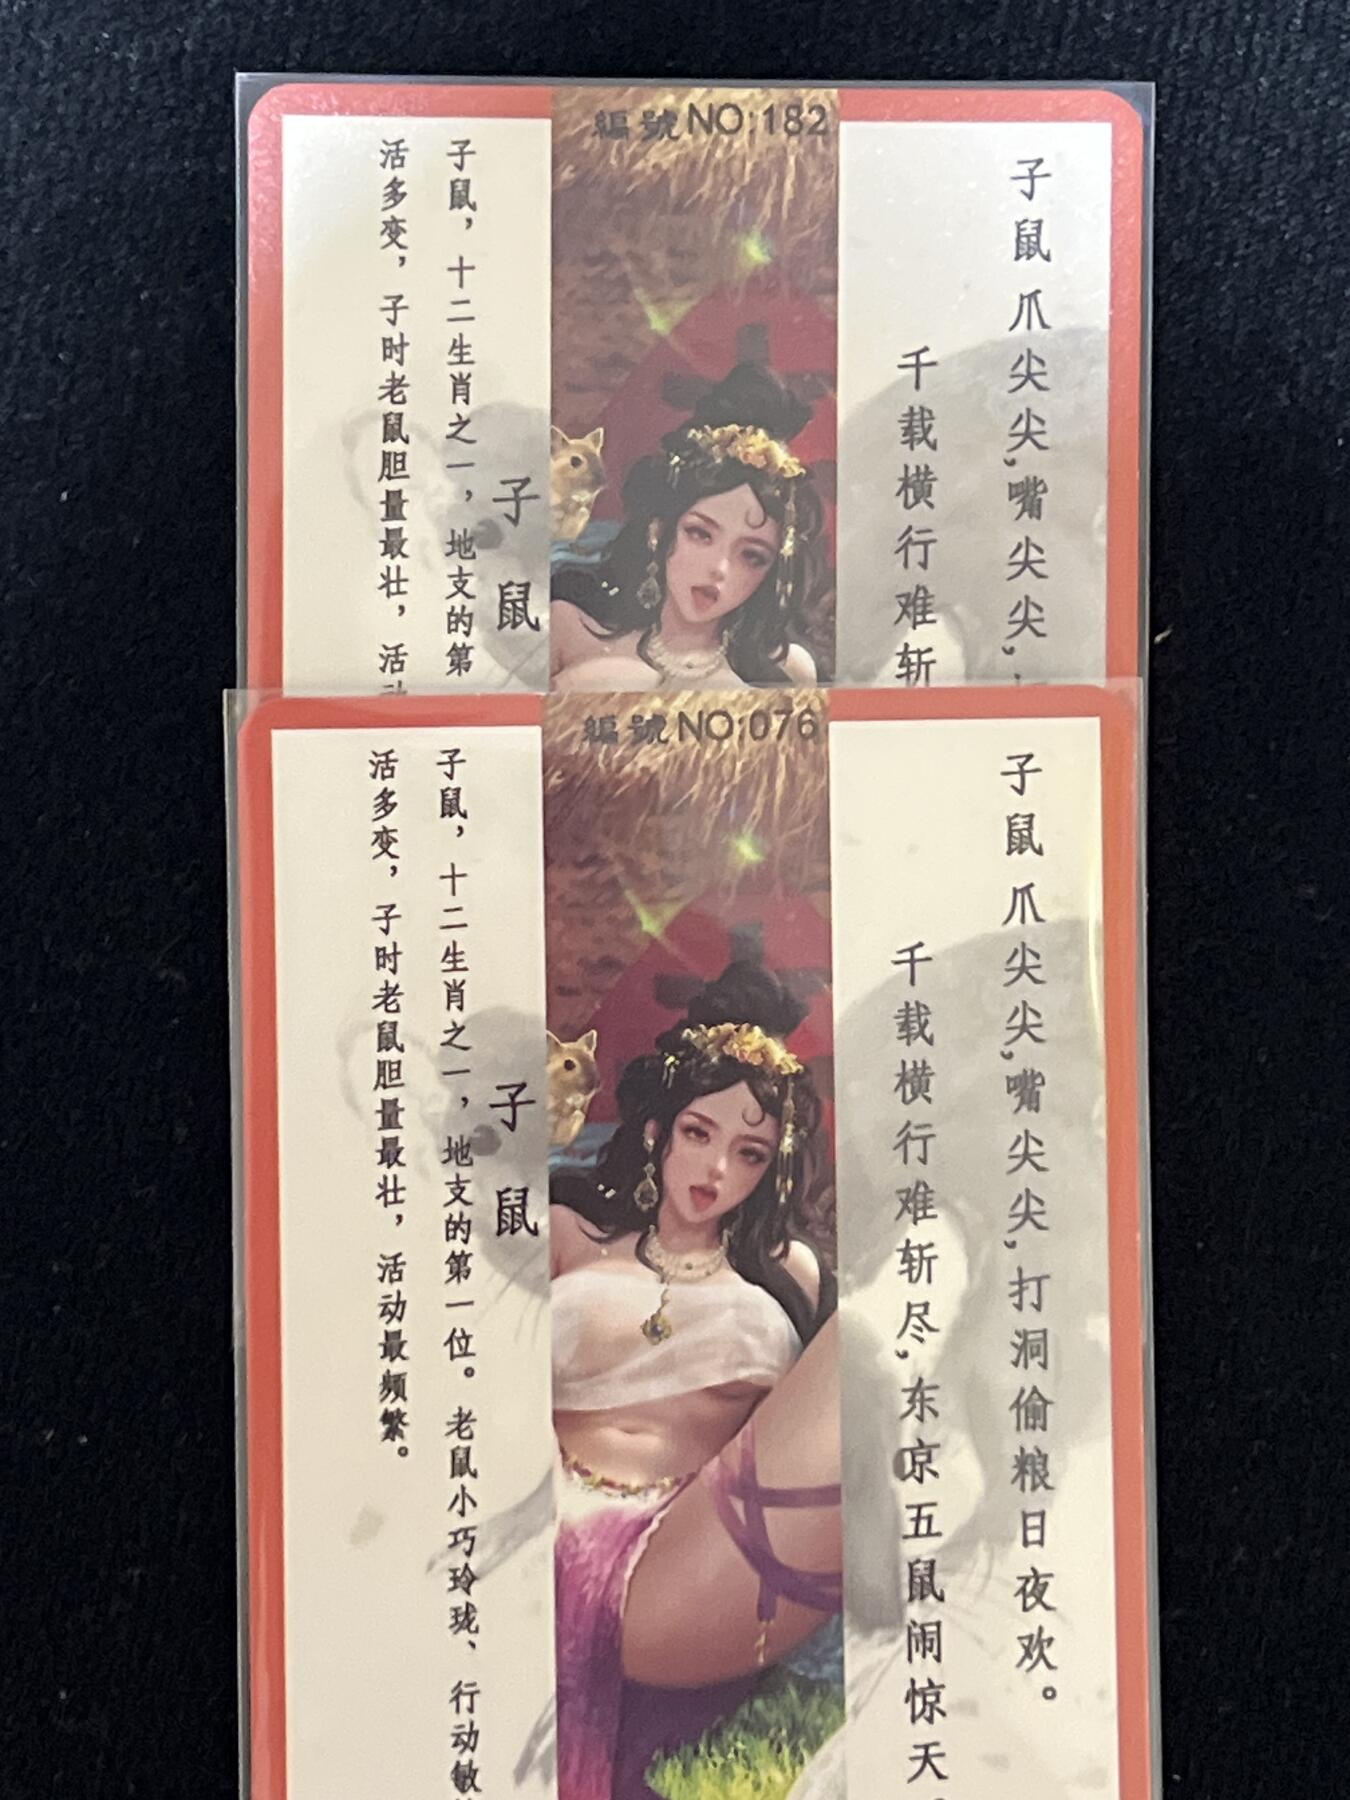 編號NO:182
子鼠 爪尖尖,嘴尖尖,
千载横行难斩
子鼠
子鼠，十二生肖之一，地支的第
活多变，子时老鼠胆量最壮，活
編號NO:076
子鼠 爪尖尖,嘴尖尖,打洞偷粮日夜欢。
千载横行难斩尽,东京五鼠闹惊天
子鼠
子鼠，十二生肖之一，地支的第一位。老鼠小巧玲珑、行动敏
活多变，子时老鼠胆量最壮，活动最频繁。